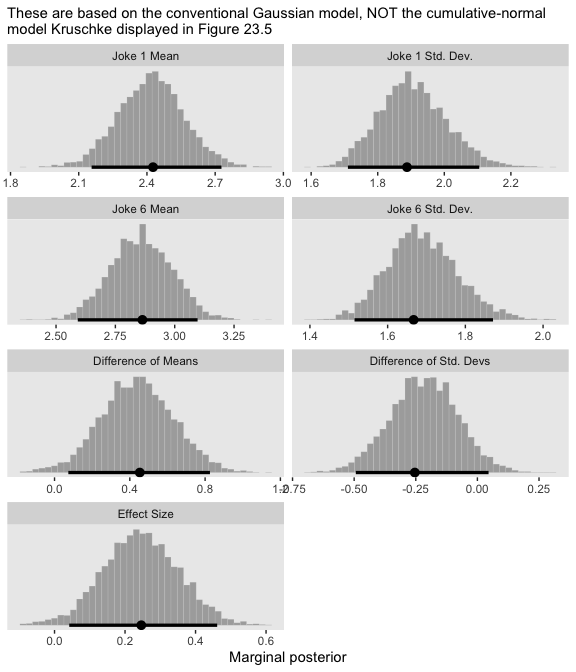 These are based on the conventional Gaussian model, NOT the cumulative-normal
model Kruschke displayed in Figure 23.5
Joke 1 Mean
Joke 1 Std. Dev.
1.8 2.1 2.4 2.7 3.0
1.6 1.8 2.0 2.2
Joke 6 Mean
Joke 6 Std. Dev.
2.50 2.75 3.00 3.25
1.4 1.6 1.8 2.0
Difference of Means
Difference of Std. Devs
0.0 0.4 0.8 1.2
-0.75 -0.50 -0.25 0.00 0.25
Effect Size
0.0 0.2 0.4 0.6
Marginal posterior